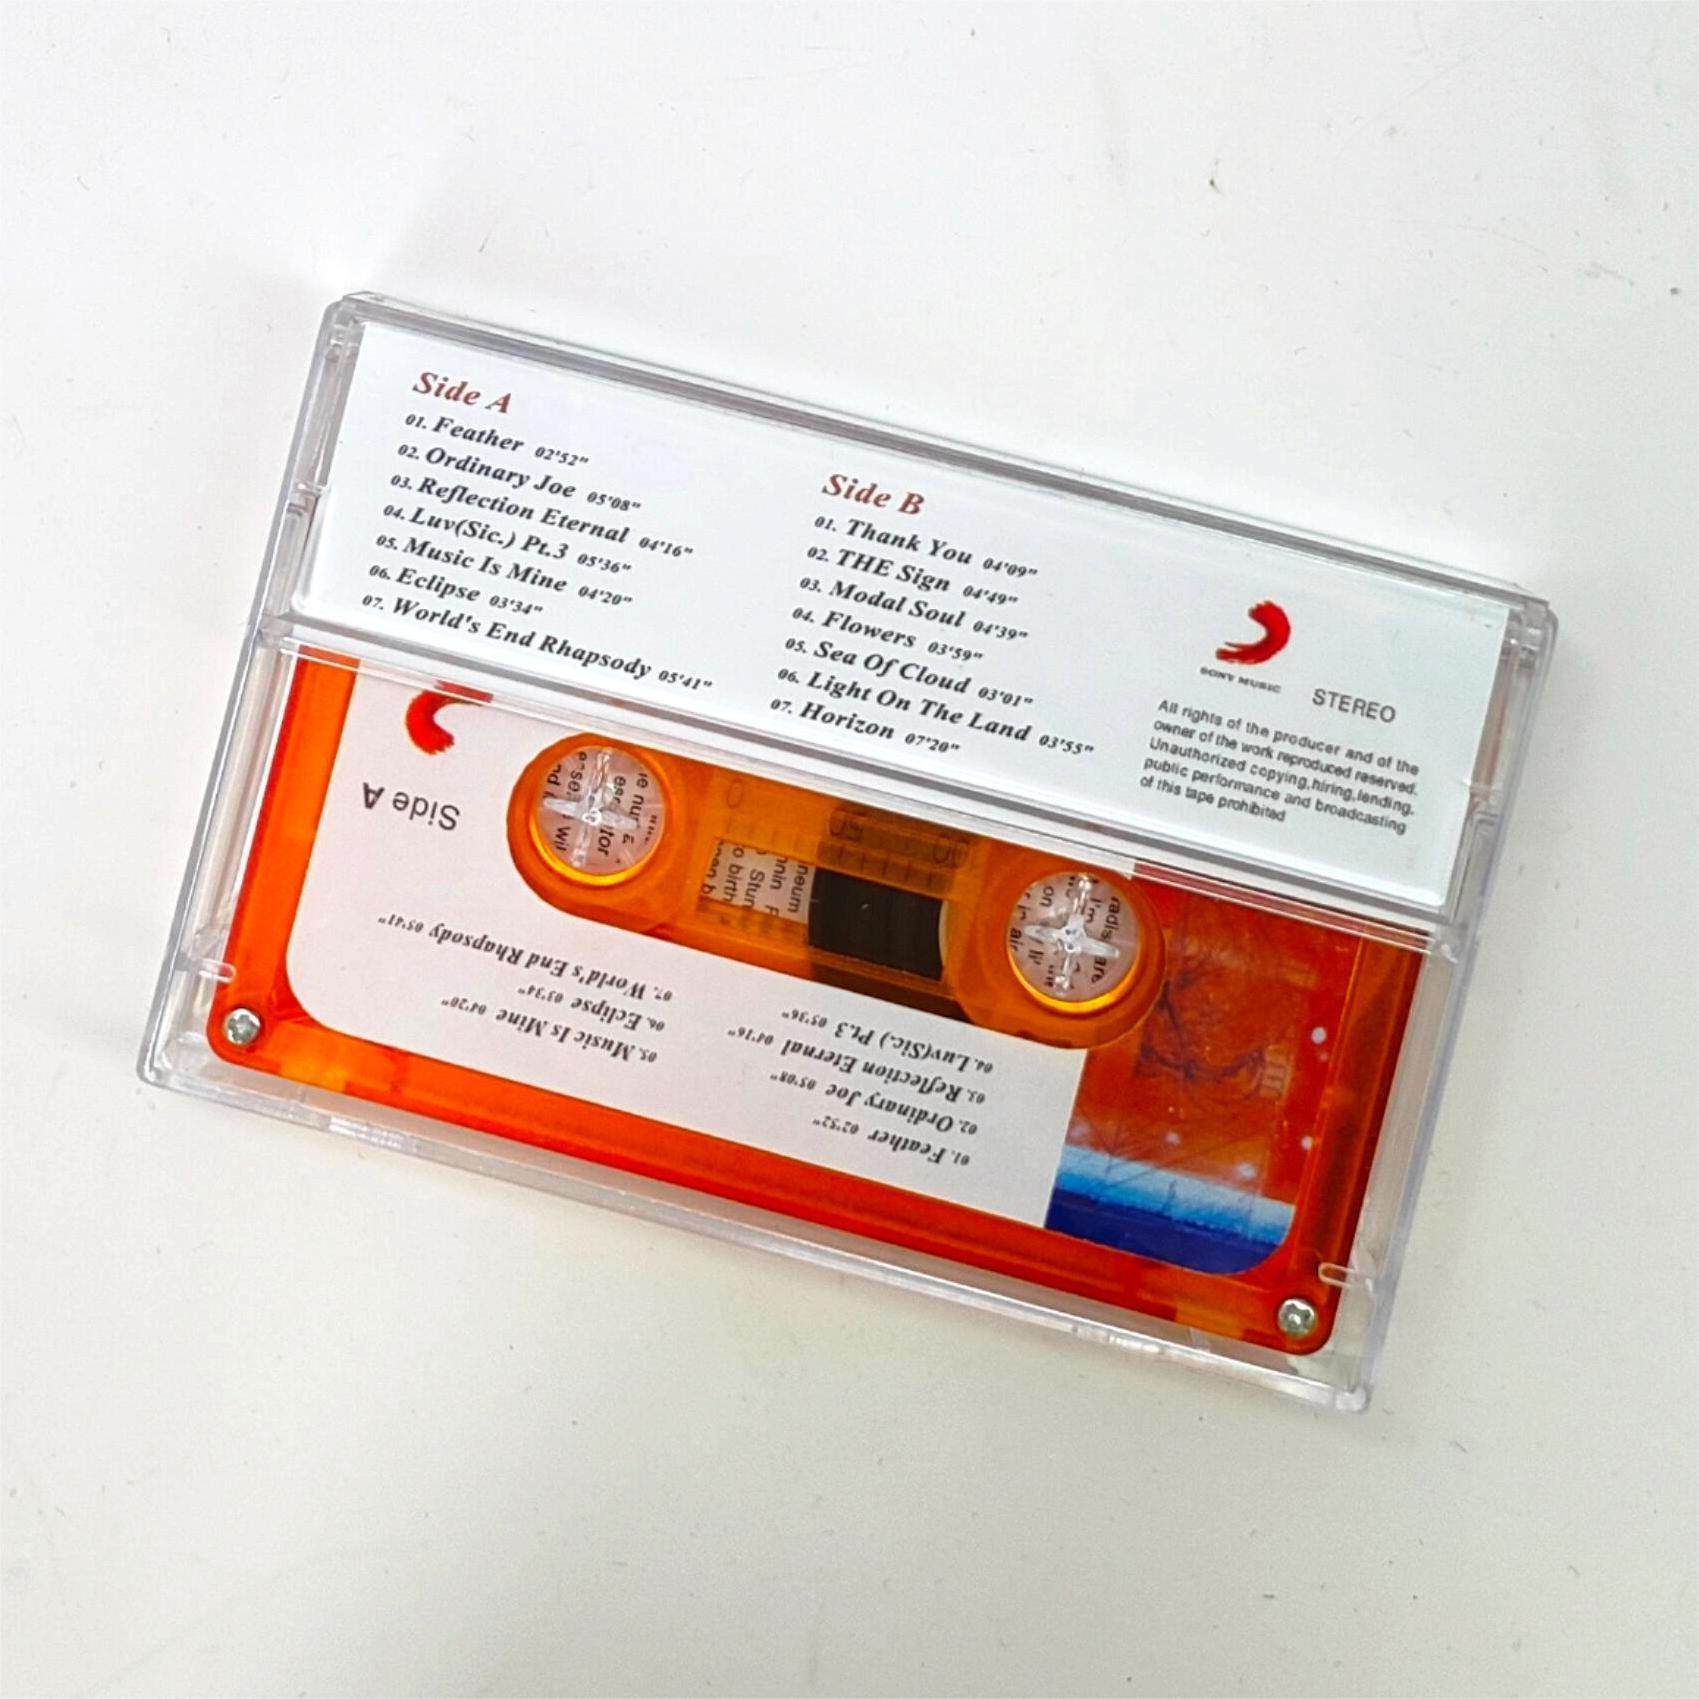 Side A
01. Feather 02'52"
02. Ordinary Joe 05'08"
03. Reflection Eternal 04'16"
04. Luv(Sic.) Pt.3 05'36"
05. Music Is Mine 04'20"
06. Eclipse 03'34"
07. World's End Rhapsody 05'41"
Side B
01. Thank You 04'09"
02. THE Sign 04'49"
03. Modal Soul 04'39"
04. Flowers 03'59"
05. Sea Of Cloud 03'01"
06. Light On The Land 03'55"
07. Horizon 07'20"
SONY MUSIC
STEREO
All rights of the producer and of the
owner of the work reproduced reserved.
Unauthorized copying,hiring,lending,
public performance and broadcasting
of this tape prohibited
Side A
01. Feather 02'52"
02. Ordinary Joe 05'08"
03. Reflection Eternal 04'16"
04. Luv(Sic.) Pt.3 05'36"
05. Music Is Mine 04'20"
06. Eclipse 03'34"
07. World's End Rhapsody 05'41"
0
50